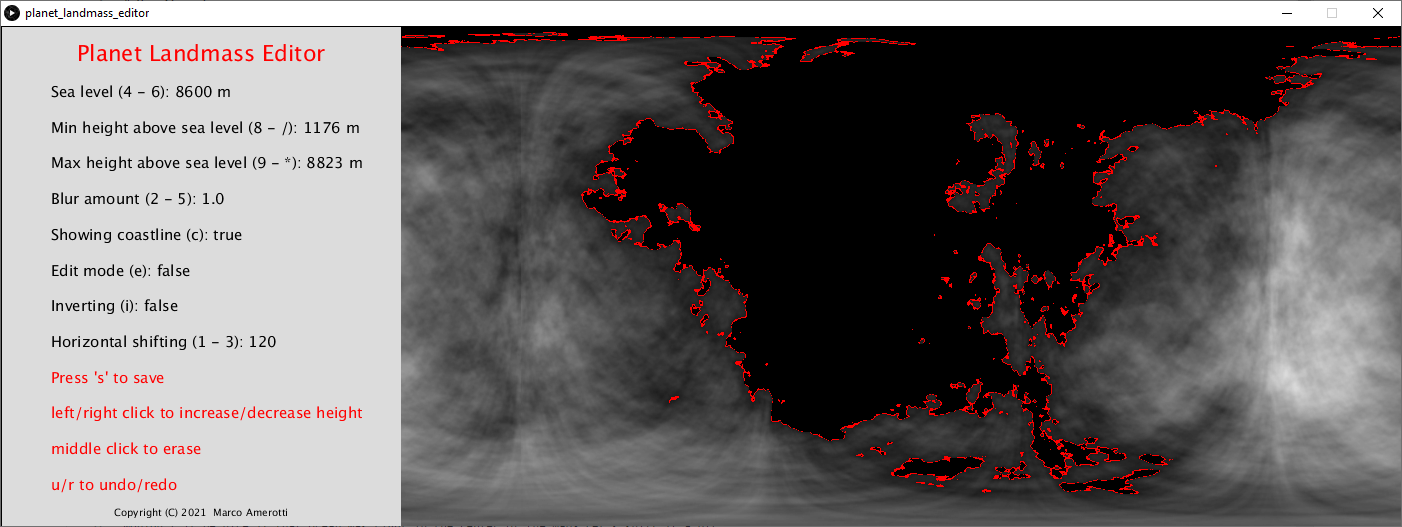 planet_landmass_editor
Planet Landmass Editor
Sea level (4 - 6): 8600 m
Min height above sea level (8 - /): 1176 m
Max height above sea level (9 - *): 8823 m
Blur amount (2 - 5): 1.0
Showing coastline (c): true
Edit mode (e): false
Inverting (i): false
Horizontal shifting (1 - 3): 120
Press 's' to save
left/right click to increase/decrease height
middle click to erase
u/r to undo/redo
Copyright (C) 2021  Marco Amerotti